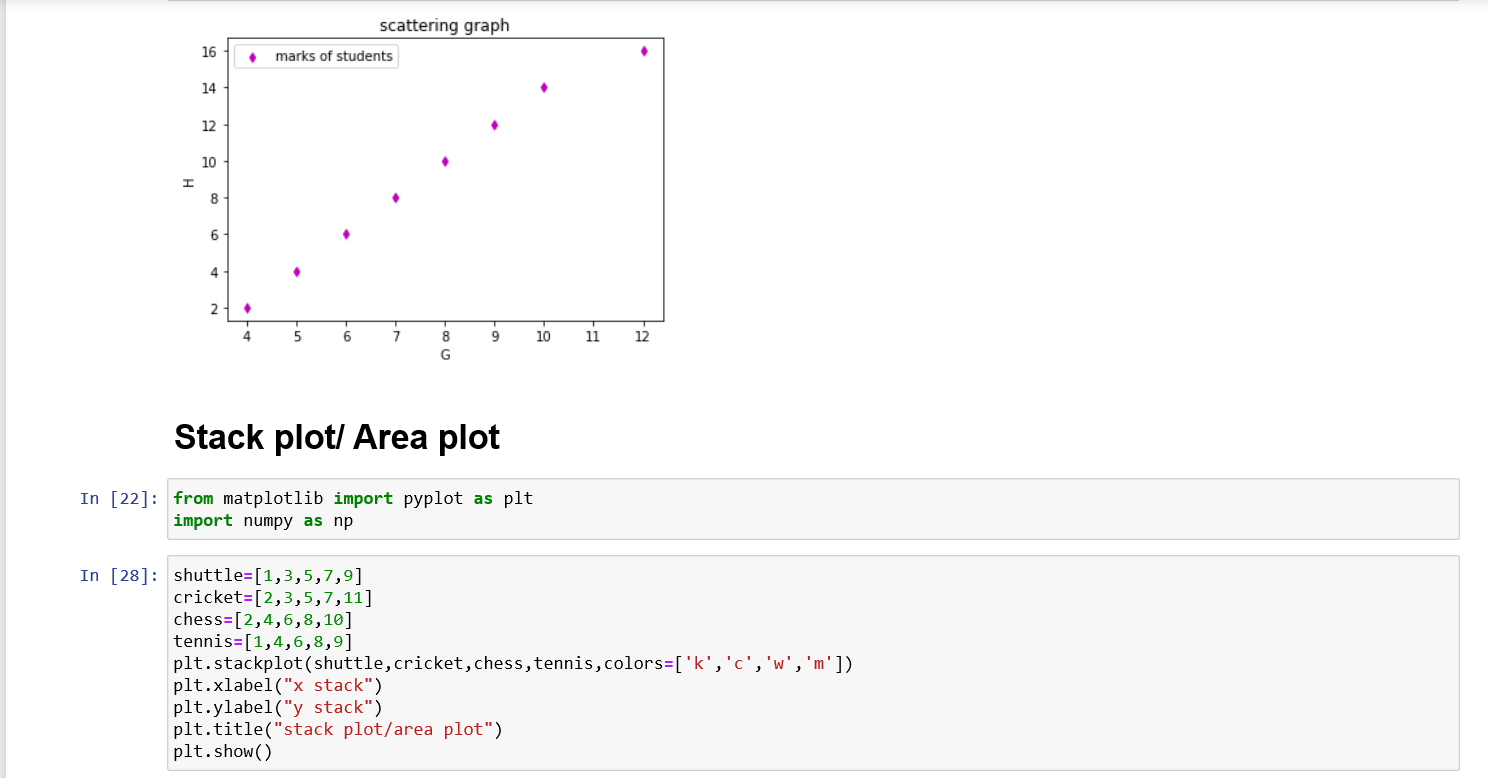 scattering graph
marks of students
16
14
12
10
8
6
4
2
H
4 5 6 7 8 9 10 11 12
G
Stack plot/ Area plot
In [22]: from matplotlib import pyplot as plt
import numpy as np
In [28]: shuttle=[1,3,5,7,9]
cricket=[2,3,5,7,11]
chess=[2,4,6,8,10]
tennis=[1,4,6,8,9]
plt.stackplot(shuttle,cricket,chess,tennis,colors=['k','c','w','m'])
plt.xlabel("x stack")
plt.ylabel("y stack")
plt.title("stack plot/area plot")
plt.show()